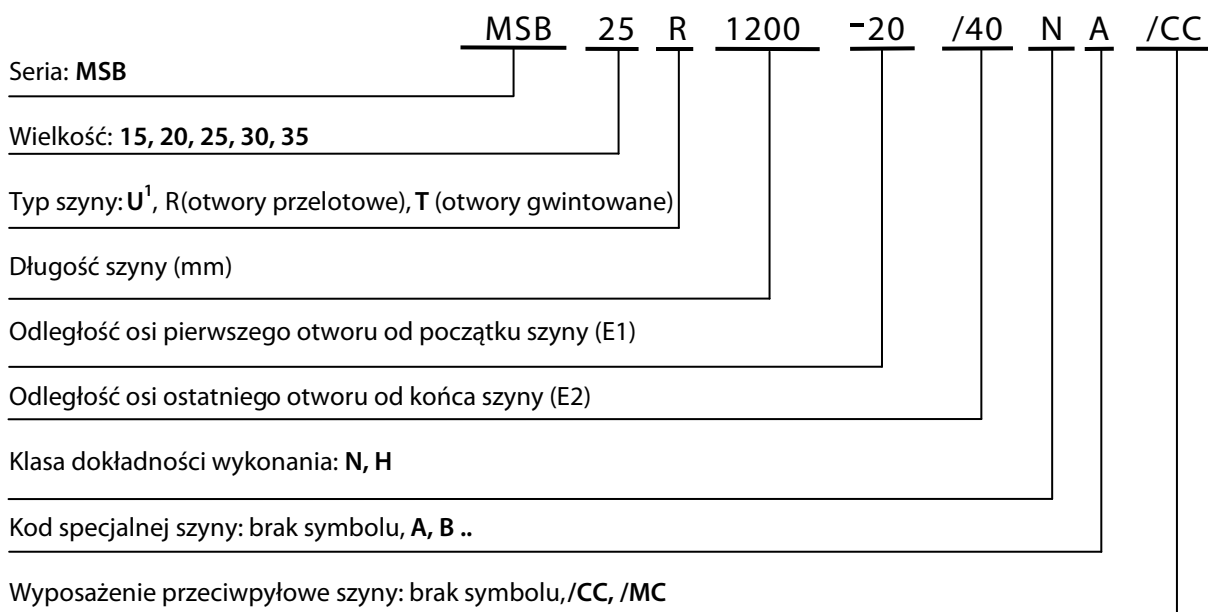 MSB 25 R 1200 -20 /40 N A /CC
Seria: MSB
Wielkość: 15, 20, 25, 30, 35
Typ szyny: U¹, R(otwory przelotowe), T (otwory gwintowane)
Długość szyny (mm)
Odległość osi pierwszego otworu od początku szyny (E1)
Odległość osi ostatniego otworu od końca szyny (E2)
Klasa dokładności wykonania: N, H
Kod specjalnej szyny: brak symbolu, A, B ..
Wyposażenie przeciwpyłowe szyny: brak symbolu, /CC, /MC